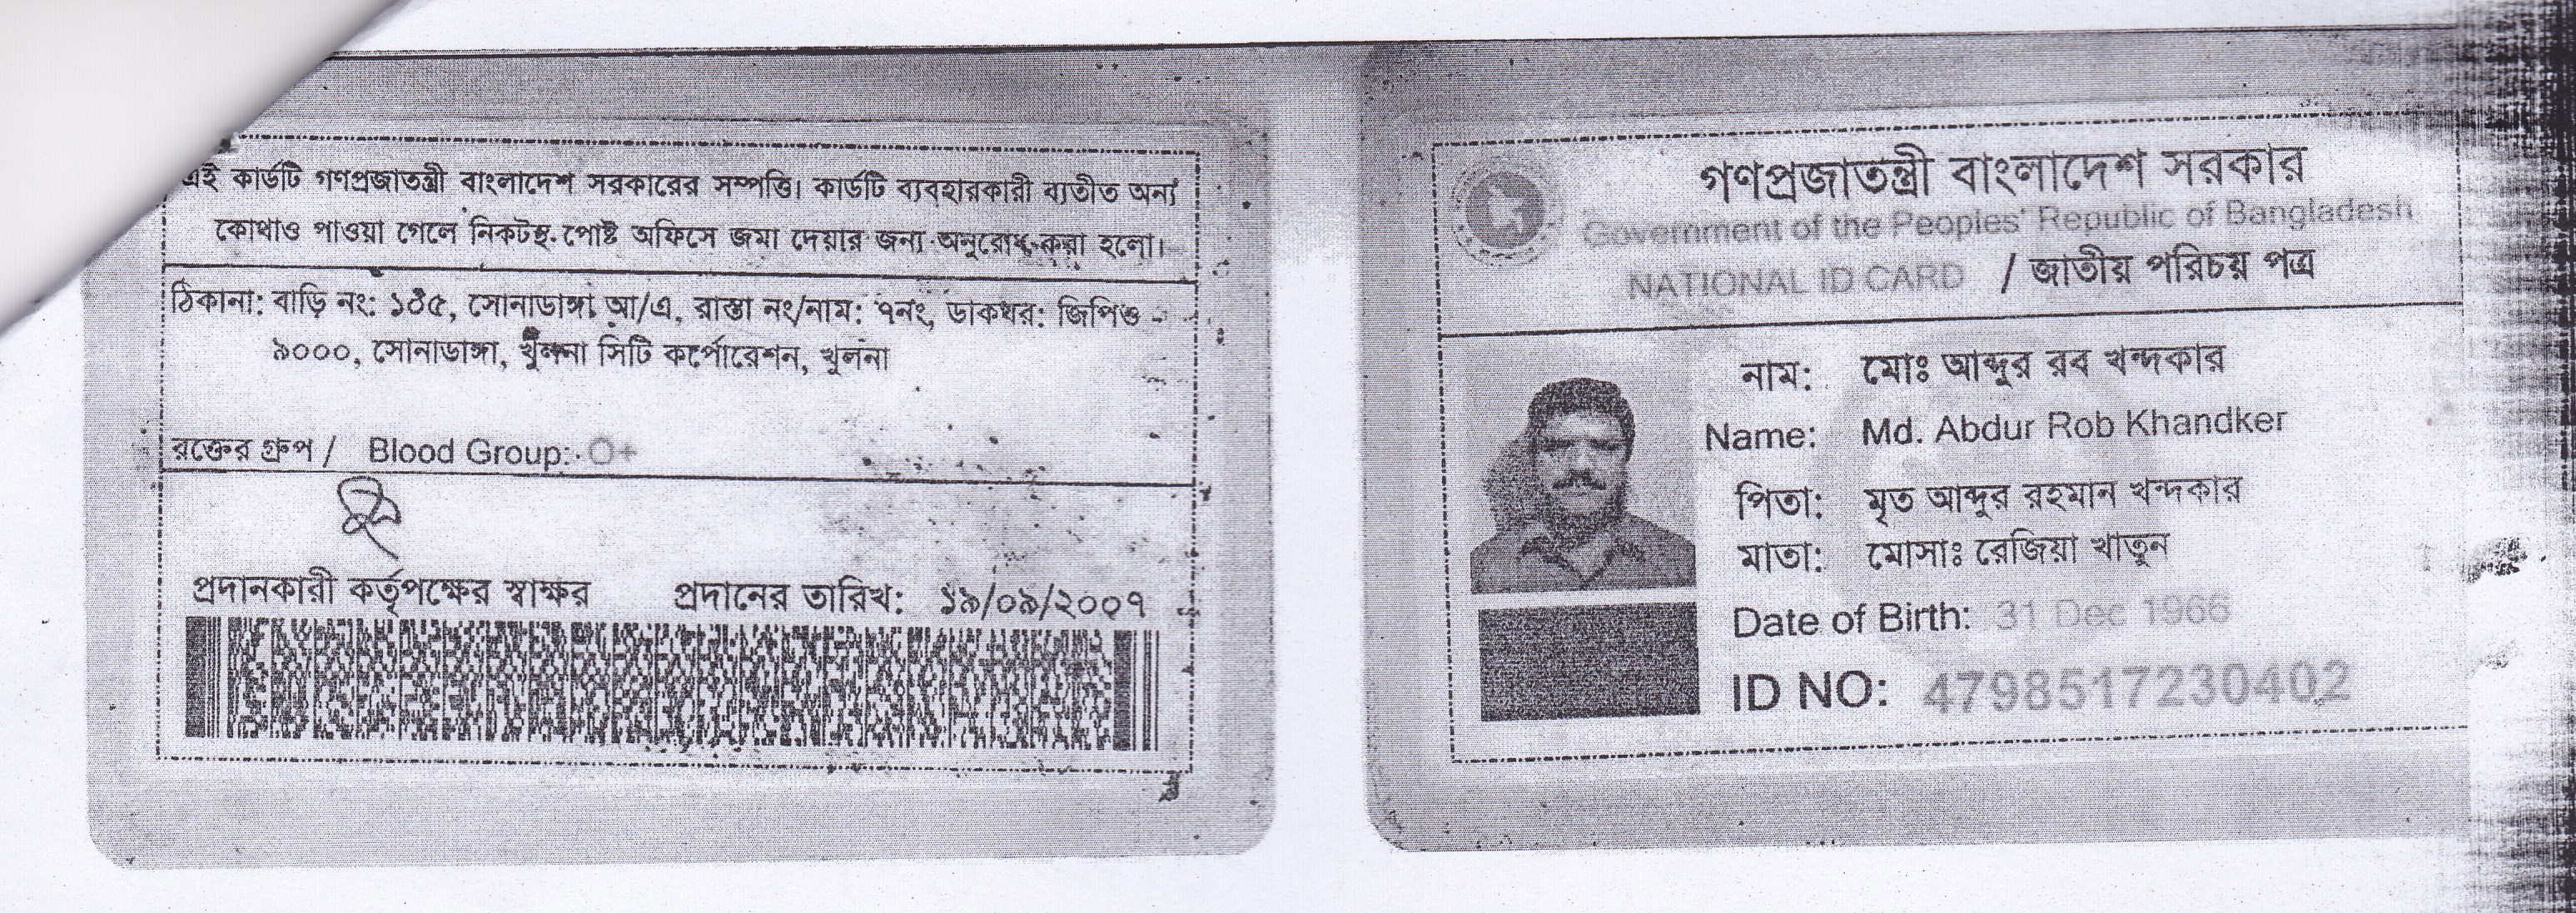 এই কার্ডটি গণপ্রজাতন্ত্রী বাংলাদেশ সরকারের সম্পত্তি। কার্ডটি ব্যবহারকারী ব্যতীত অন্য
কোথাও পাওয়া গেলে নিকটস্থ পোষ্ট অফিসে জমা দেয়ার জন্য অনুরোধ করা হলো।
ঠিকানা: বাড়ি নং: ১৪৫, সোনাডাঙ্গা আ/এ, রাস্তা নং/নাম: ৭নং, ডাকঘর: জিপিও -
৯০০০, সোনাডাঙ্গা, খুলনা সিটি কর্পোরেশন, খুলনা
রক্তের গ্রুপ / Blood Group: O+
প্রদানকারী কর্তৃপক্ষের স্বাক্ষর প্রদানের তারিখ: ১৯/০৯/২০০৭
গণপ্রজাতন্ত্রী বাংলাদেশ সরকার
Government of the Peoples' Republic of Bangladesh
NATIONAL ID CARD / জাতীয় পরিচয় পত্র
নাম: মোঃ আব্দুর রব খন্দকার
Name: Md. Abdur Rob Khandker
পিতা: মৃত আব্দুর রহমান খন্দকার
মাতা: মোসাঃ রেজিয়া খাতুন
Date of Birth: 31 Dec 1966
ID NO: 4798517230402